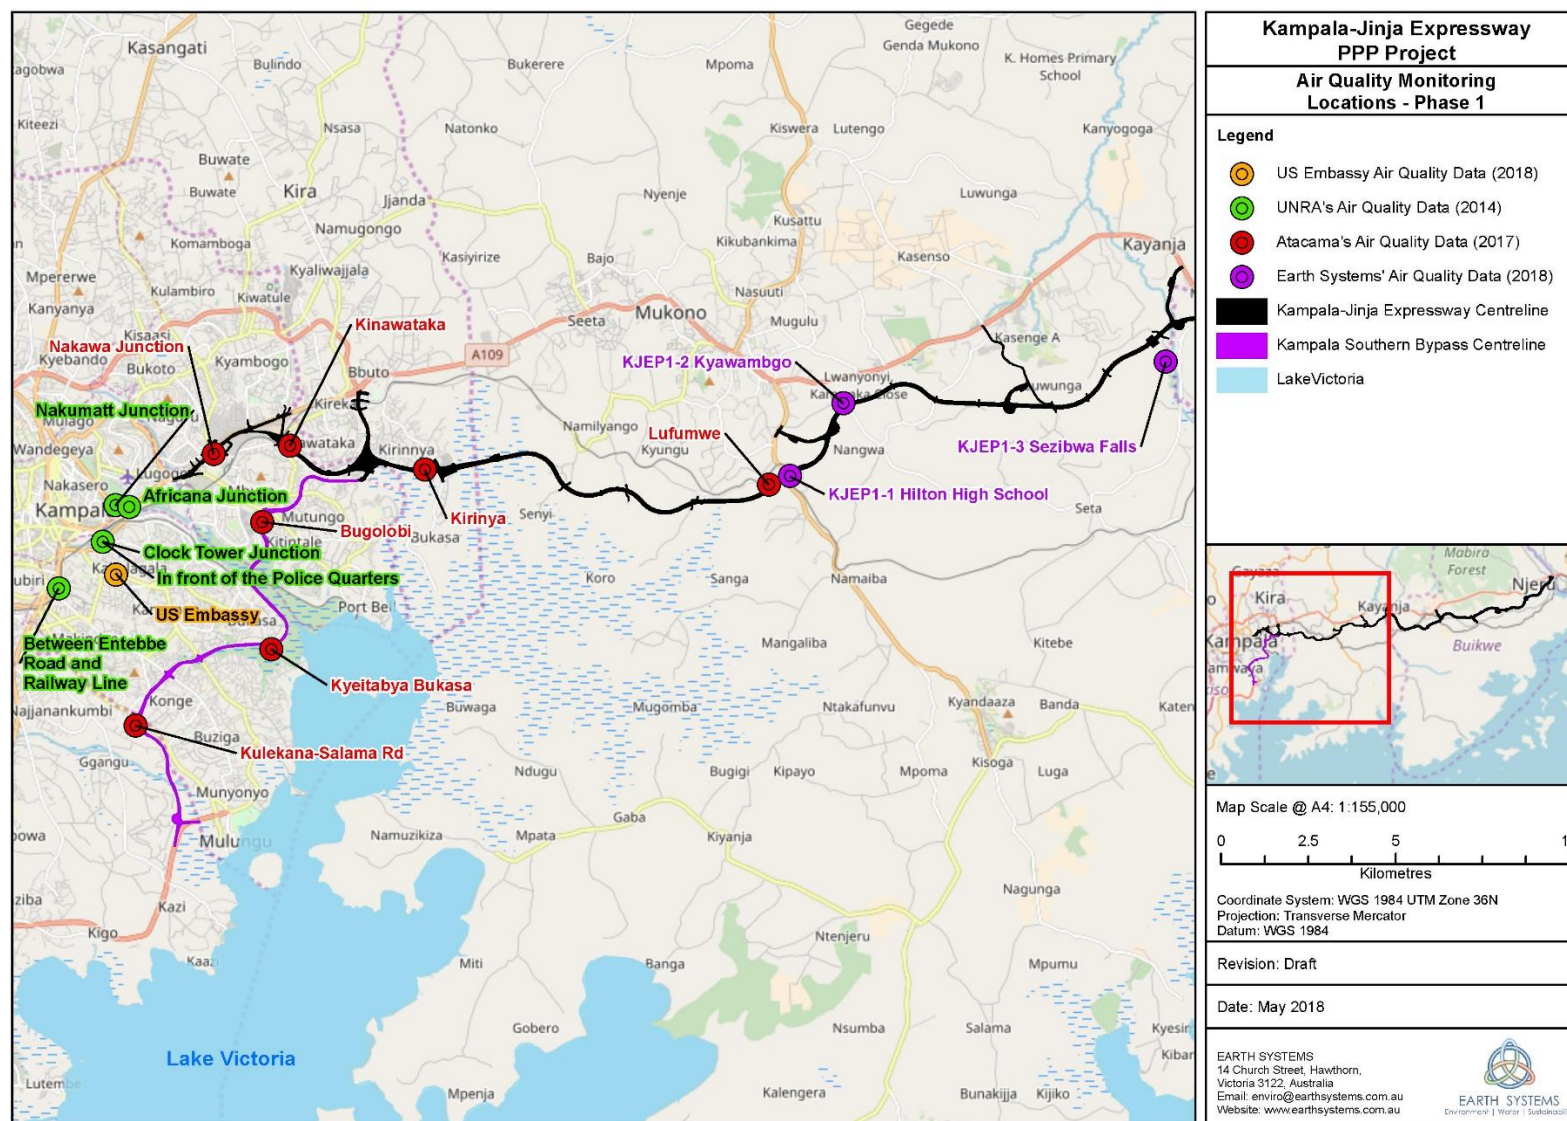 Kampala-Jinja Expressway
PPP Project
Air Quality Monitoring
Locations - Phase 1
Legend
US Embassy Air Quality Data (2018)
UNRA's Air Quality Data (2014)
Atacama's Air Quality Data (2017)
Earth Systems' Air Quality Data (2018)
Kampala-Jinja Expressway Centreline
Kampala Southern Bypass Centreline
LakeVictoria
Gegede
Genda Mukono
K. Homes Primary
School
Kasangati
Bulindo
Bukerere
Mpoma
Kiteezi
Nsasa
Natonko
Kiswera
Lutengo
Kanyogoga
Buwate
Buwate
Kira
Jjanda
Nyenje
Luwunga
Namugongo
Kusattu
Komamboga
Kikubankima
Kayanja
Mpererwe
Kyaliwajjala
Kasiyirize
Bajo
Kasenso
Kulambiro
Kiwatule
Kanyanya
Nasuuti
Kinawataka
Seeta
Mukono
Mugulu
Kisaasi
Kasenge A
Nakawa Junction
Kyebando
Kyambogo
A109
Bukoto
Bbuto
KJEP1-2 Kyawambgo
Lwanyonyi,
Nakumatt Junction
Mulago
Namilyango
Lufumwe
KJEP1-3 Sezibwa Falls
Wandegeya
Kirinnya
Kyungu
Nangwa
Nakasero
Africana Junction
KJEP1-1 Hilton High School
Mutungo
Kirinya
Senyi
Seta
Bugolobi
Kitintale
Bukasa
Clock Tower Junction
In front of the Police Quarters
Koro
Sanga
Namaiba
US Embassy
Port Bell
Between Entebbe
Road and
Railway Line
Mangaliba
Kitebe
Kyeitabya Bukasa
Konge
Buwaga
Mugomba
Ntakafunvu
Kyandaaza
Banda
Najjanankumbi
Buziga
Kulekana-Salama Rd
Ggangu
Ndugu
Bugigi
Kipayo
Mpoma
Kisoga
Luga
Munyonyo
Gaba
Namuzikiza
Mpata
Kiyanja
Mulungu
Nagunga
Kazi
Kigo
Ntenjeru
Kaazi
Miti
Banga
Mpumu
Gobero
Nsumba
Salama
Lake Victoria
Lutembe
Mpenja
Kalengera
Bunakijja
Kijiko
Gayaza
Mabira
Forest
Kira
Kayanja
Njeru
Kampala
Buikwe
Map Scale @ A4: 1:155,000
0 2.5 5
Kilometres
Coordinate System: WGS 1984 UTM Zone 36N
Projection: Transverse Mercator
Datum: WGS 1984
Revision: Draft
Date: May 2018
EARTH SYSTEMS
14 Church Street, Hawthorn,
Victoria 3122, Australia
Email: enviro@earthsystems.com.au
Website: www.earthsystems.com.au
EARTH SYSTEMS
Environment | Water |